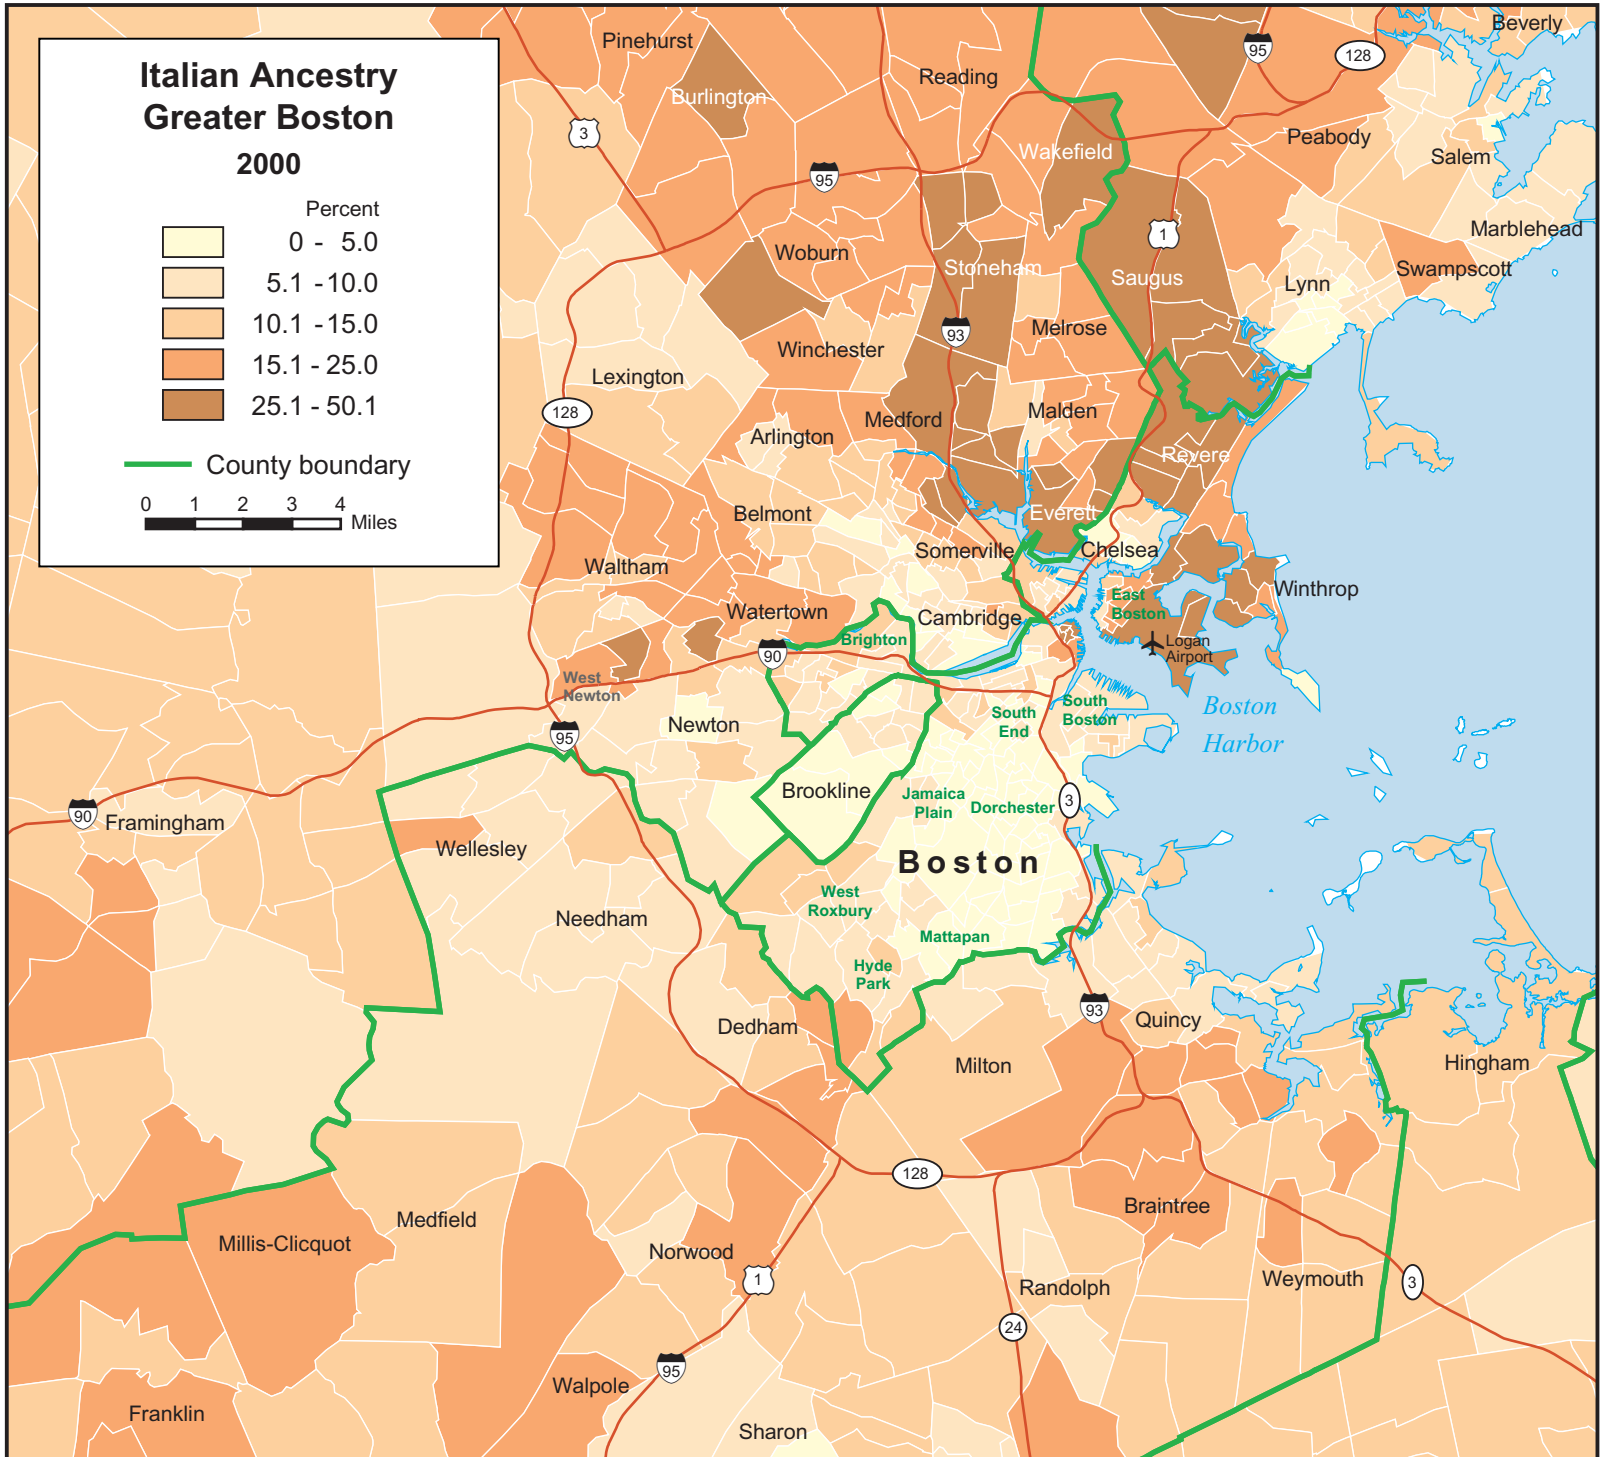 Italian Ancestry
Greater Boston
2000
Percent
0 - 5.0
5.1 - 10.0
10.1 - 15.0
15.1 - 25.0
25.1 - 50.1
County boundary
0 1 2 3 4
Miles
Beverly
Pinehurst
95
128
Reading
Burlington
3
Peabody
Wakefield
Salem
95
Marblehead
1
Woburn
Stoneham
Swampscott
Saugus
Lynn
93
Melrose
Winchester
Lexington
128
Malden
Medford
Arlington
Revere
Belmont
Everett
Somerville
Chelsea
Waltham
Winthrop
East
Boston
Watertown
Cambridge
Brighton
Logan
Airport
90
West
Newton
Boston
Harbor
South
Boston
South
End
Newton
95
Brookline
Jamaica
Plain
Dorchester
3
90
Framingham
Wellesley
Boston
West
Roxbury
Needham
Mattapan
Hyde
Park
93
Quincy
Dedham
Milton
Hingham
128
Braintree
Medfield
Millis-Clicquot
Norwood
1
Randolph
Weymouth
3
24
95
Walpole
Franklin
Sharon